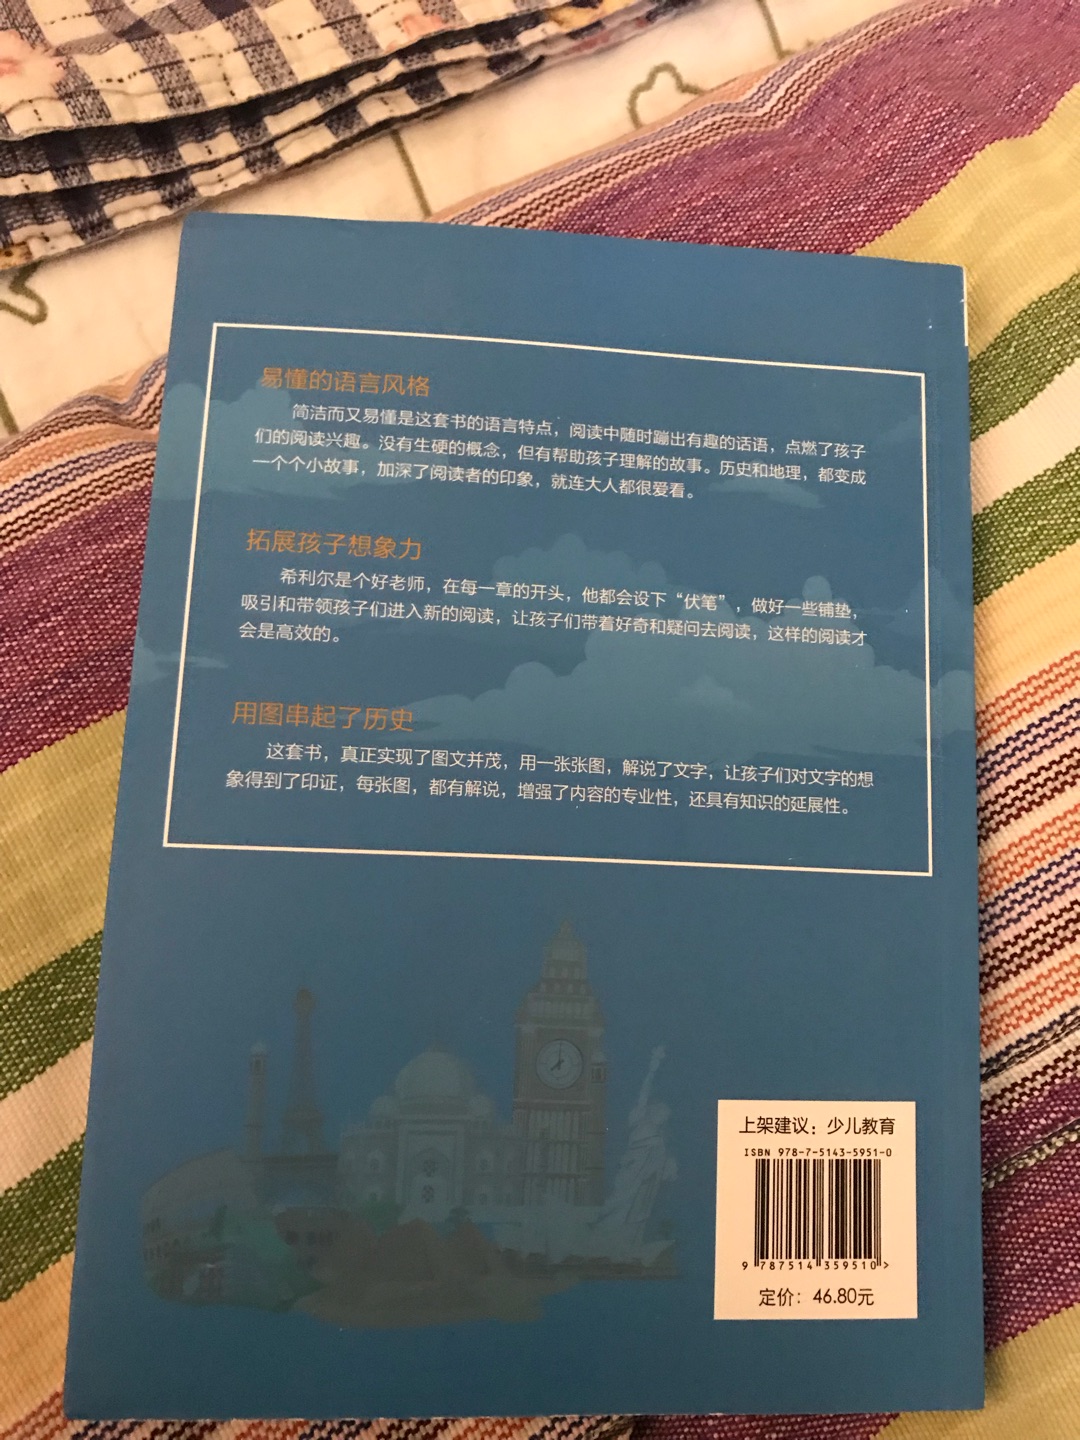 易懂的语言风格
简洁而又易懂是这套书的语言特点，阅读中随时蹦出有趣的话语，点燃了孩子
们的阅读兴趣。没有生硬的概念，但有帮助孩子理解的故事。历史和地理，都变成
一个个小故事，加深了阅读者的印象，就连大人都很爱看。
拓展孩子想象力
希利尔是个好老师，在每一章的开头，他都会设下“伏笔”，做好一些铺垫，
吸引和带领孩子们进入新的阅读，让孩子们带着好奇和疑问去阅读，这样的阅读才
会是高效的。
用图串起了历史
这套书，真正实现了图文并茂，用一张张图，解说了文字，让孩子们对文字的想
象得到了印证，每张图，都有解说，增强了内容的专业性，还具有知识的延展性。
上架建议：少儿教育
ISBN 978-7-5143-5951-0
9 787514 359510 >
定价：46.80元